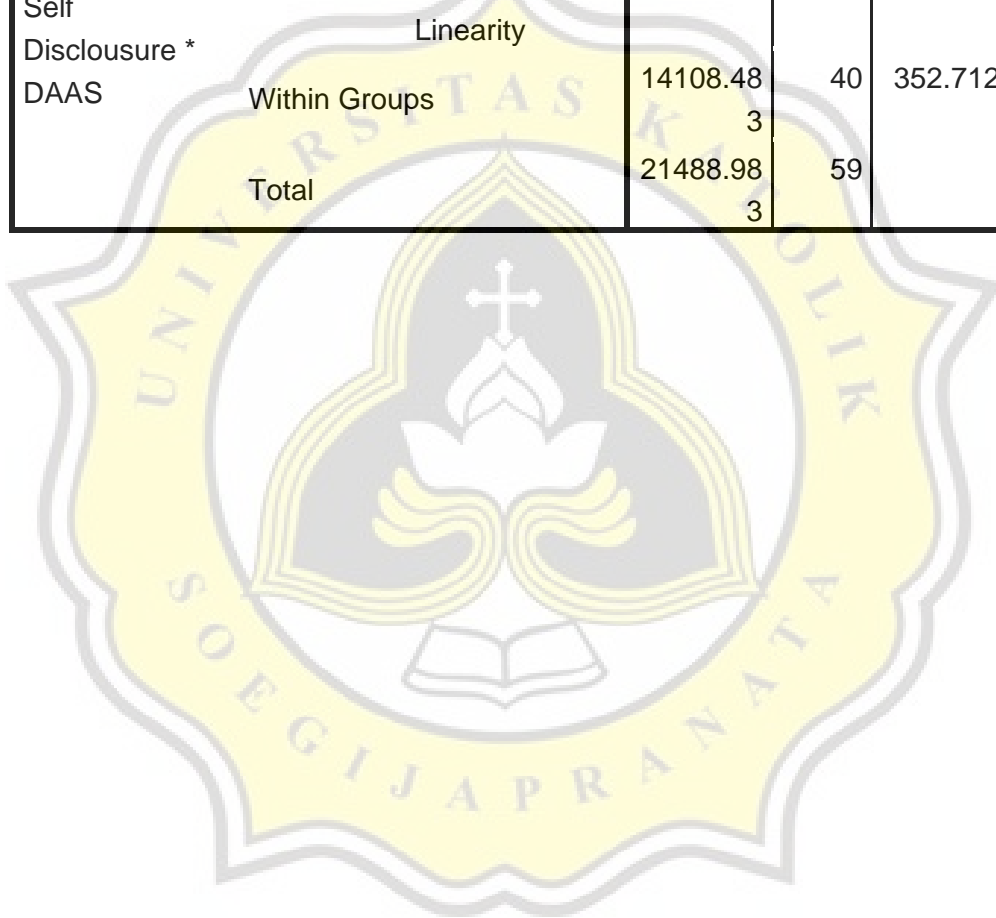 Self
Disclousure *
DAAS
Linearity
Within Groups 14108.48
3 40 352.712
Total 21488.98
3 59
UNIVERSITAS KATOLIK
SOEGIJAPRANATA